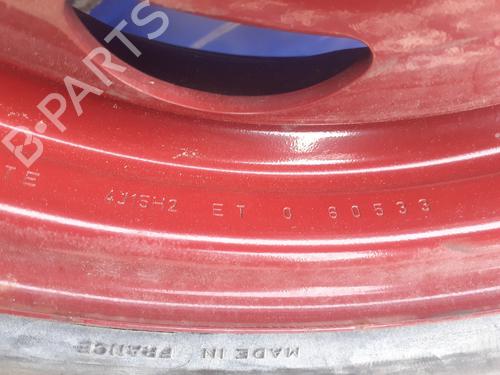 B-PARTS
TE 4J15H2 ET 0 60533
MADE IN FRANCE